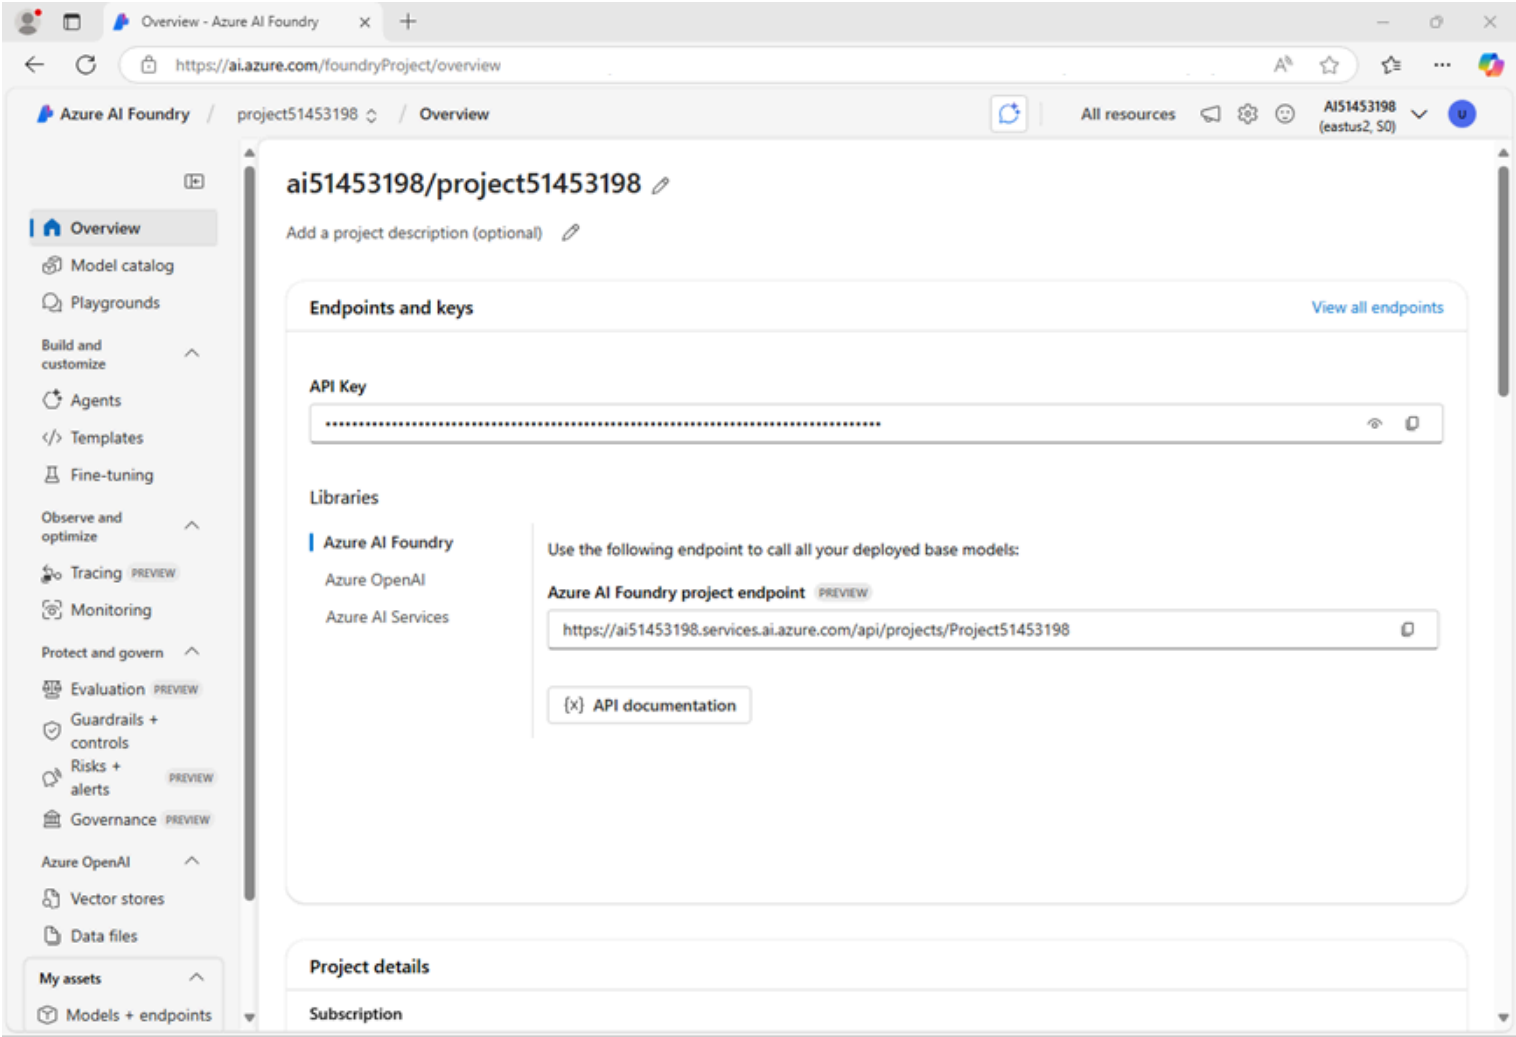 Overview - Azure AI Foundry
https://ai.azure.com/foundryProject/overview
Azure AI Foundry / project51453198 / Overview
All resources
AI51453198
(eastus2, S0)
U
Overview
Model catalog
Playgrounds
Build and
customize
Agents
Templates
Fine-tuning
Observe and
optimize
Tracing PREVIEW
Monitoring
Protect and govern
Evaluation PREVIEW
Guardrails +
controls
Risks +
alerts
PREVIEW
Governance PREVIEW
Azure OpenAI
Vector stores
Data files
My assets
Models + endpoints
ai51453198/project51453198
Add a project description (optional)
Endpoints and keys
View all endpoints
API Key
Libraries
Azure AI Foundry
Azure OpenAI
Azure AI Services
Use the following endpoint to call all your deployed base models:
Azure AI Foundry project endpoint PREVIEW
https://ai51453198.services.ai.azure.com/api/projects/Project51453198
{x} API documentation
Project details
Subscription